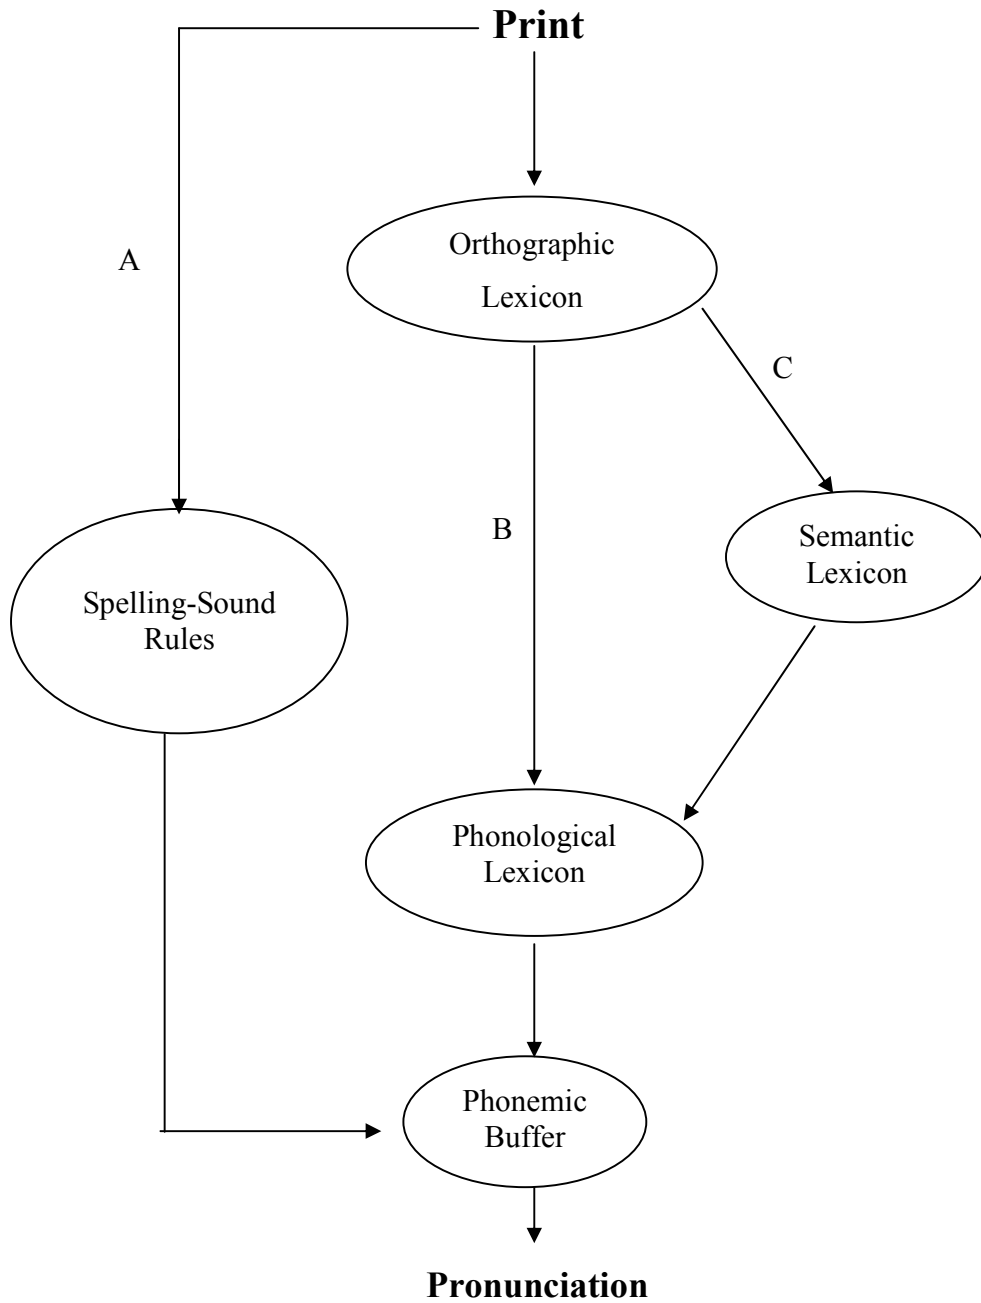 Print
Orthographic
Lexicon
A
C
B
Semantic
Lexicon
Spelling-Sound
Rules
Phonological
Lexicon
Phonemic
Buffer
Pronunciation